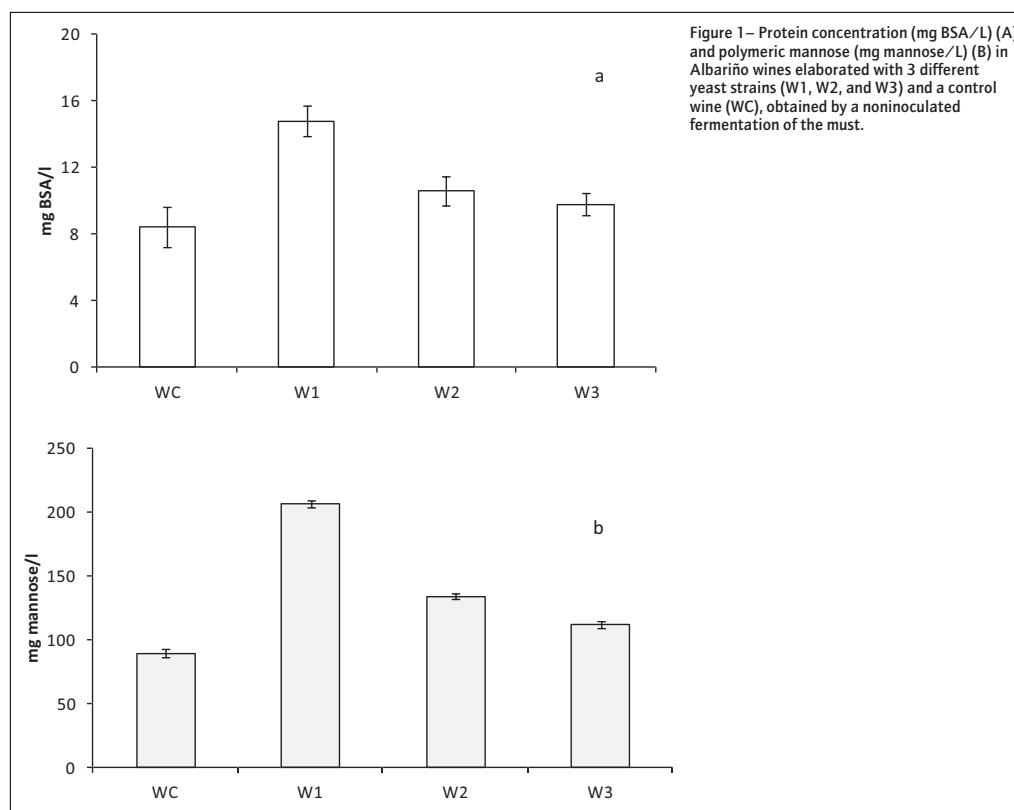 Figure 1– Protein concentration (mg BSA/L) (A)
and polymeric mannose (mg mannose/L) (B) in
Albariño wines elaborated with 3 different
yeast strains (W1, W2, and W3) and a control
wine (WC), obtained by a noninoculated
fermentation of the must.
20
16
12
8
4
0
mg BSA/l
a
WC W1 W2 W3
250
200
150
100
50
0
mg mannose/l
b
WC W1 W2 W3